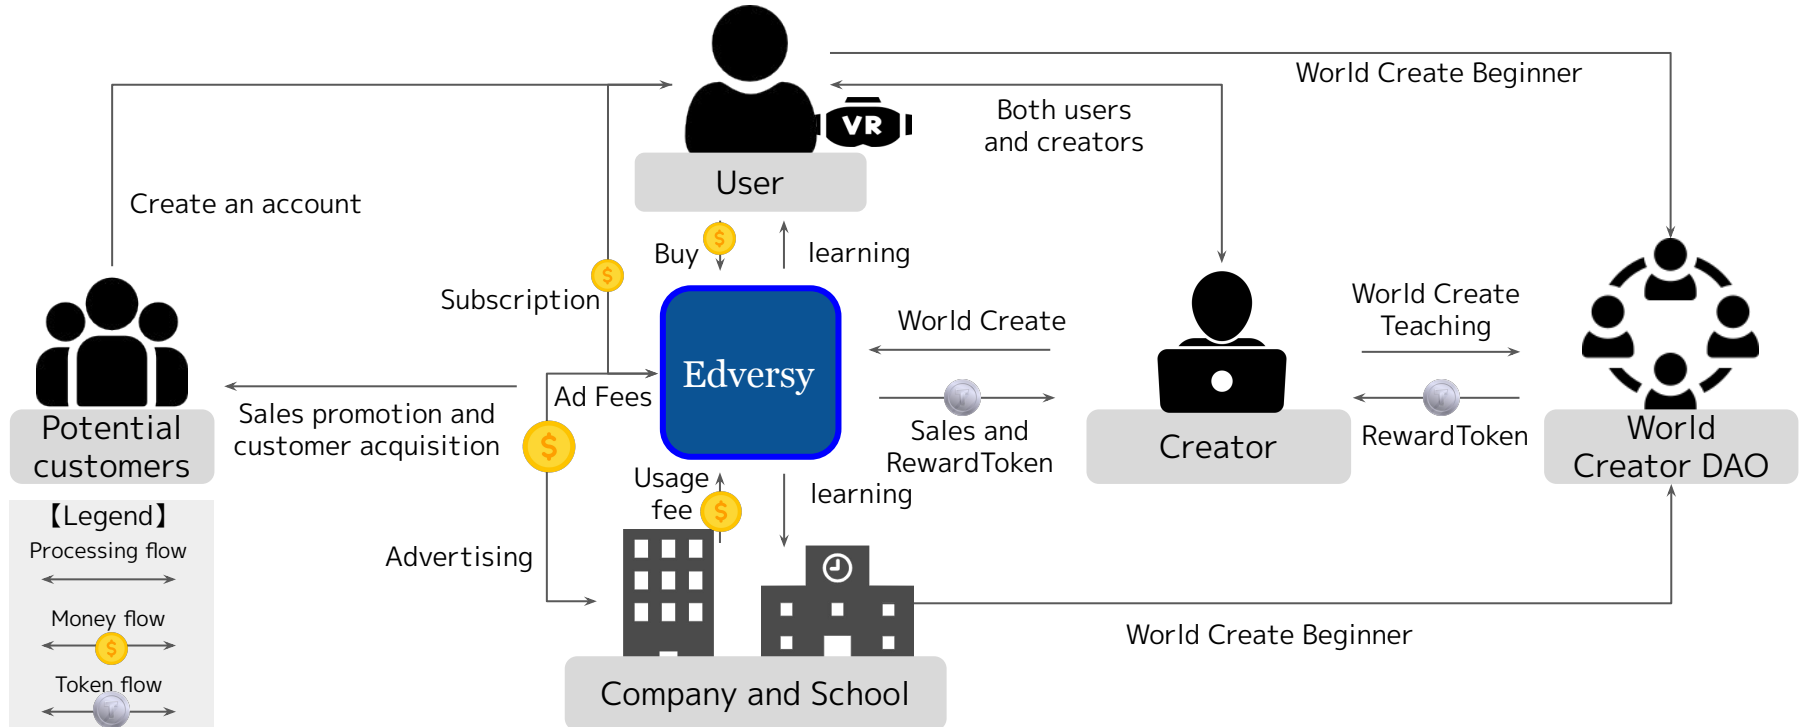 World Create Beginner
Both users
and creators
VR
User
Create an account
Buy
learning
Subscription
World Create
World Create
Teaching
Edversy
Ad Fees
Sales promotion and
customer acquisition
Potential
customers
Sales and
RewardToken
Creator
RewardToken
World
Creator DAO
Usage
fee
learning
Advertising
【Legend】
Processing flow
Money flow
Token flow
World Create Beginner
Company and School